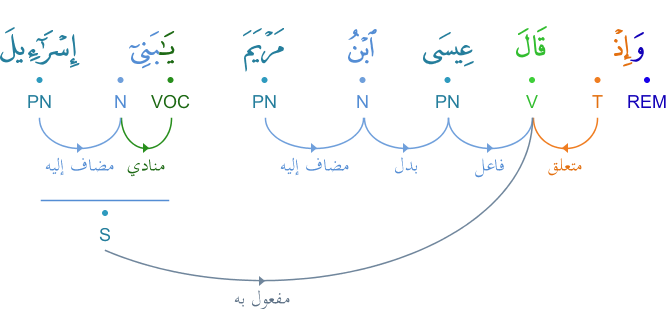 وَإِذْ قَالَ عِيسَى ٱبْنُ مَرْيَمَ يَٰبَنِىٓ إِسْرَٰٓءِيلَ
REM T V PN N PN VOC N PN
متعلق فاعل بدل مضاف إليه منادي مضاف إليه
S
مفعول به